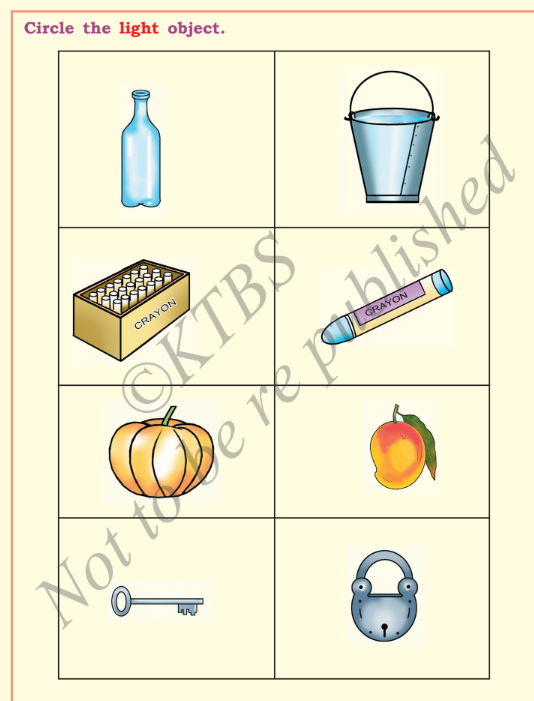 Circle the light object.
CRAYON
CRAYON
©KTBS
Not to be re published